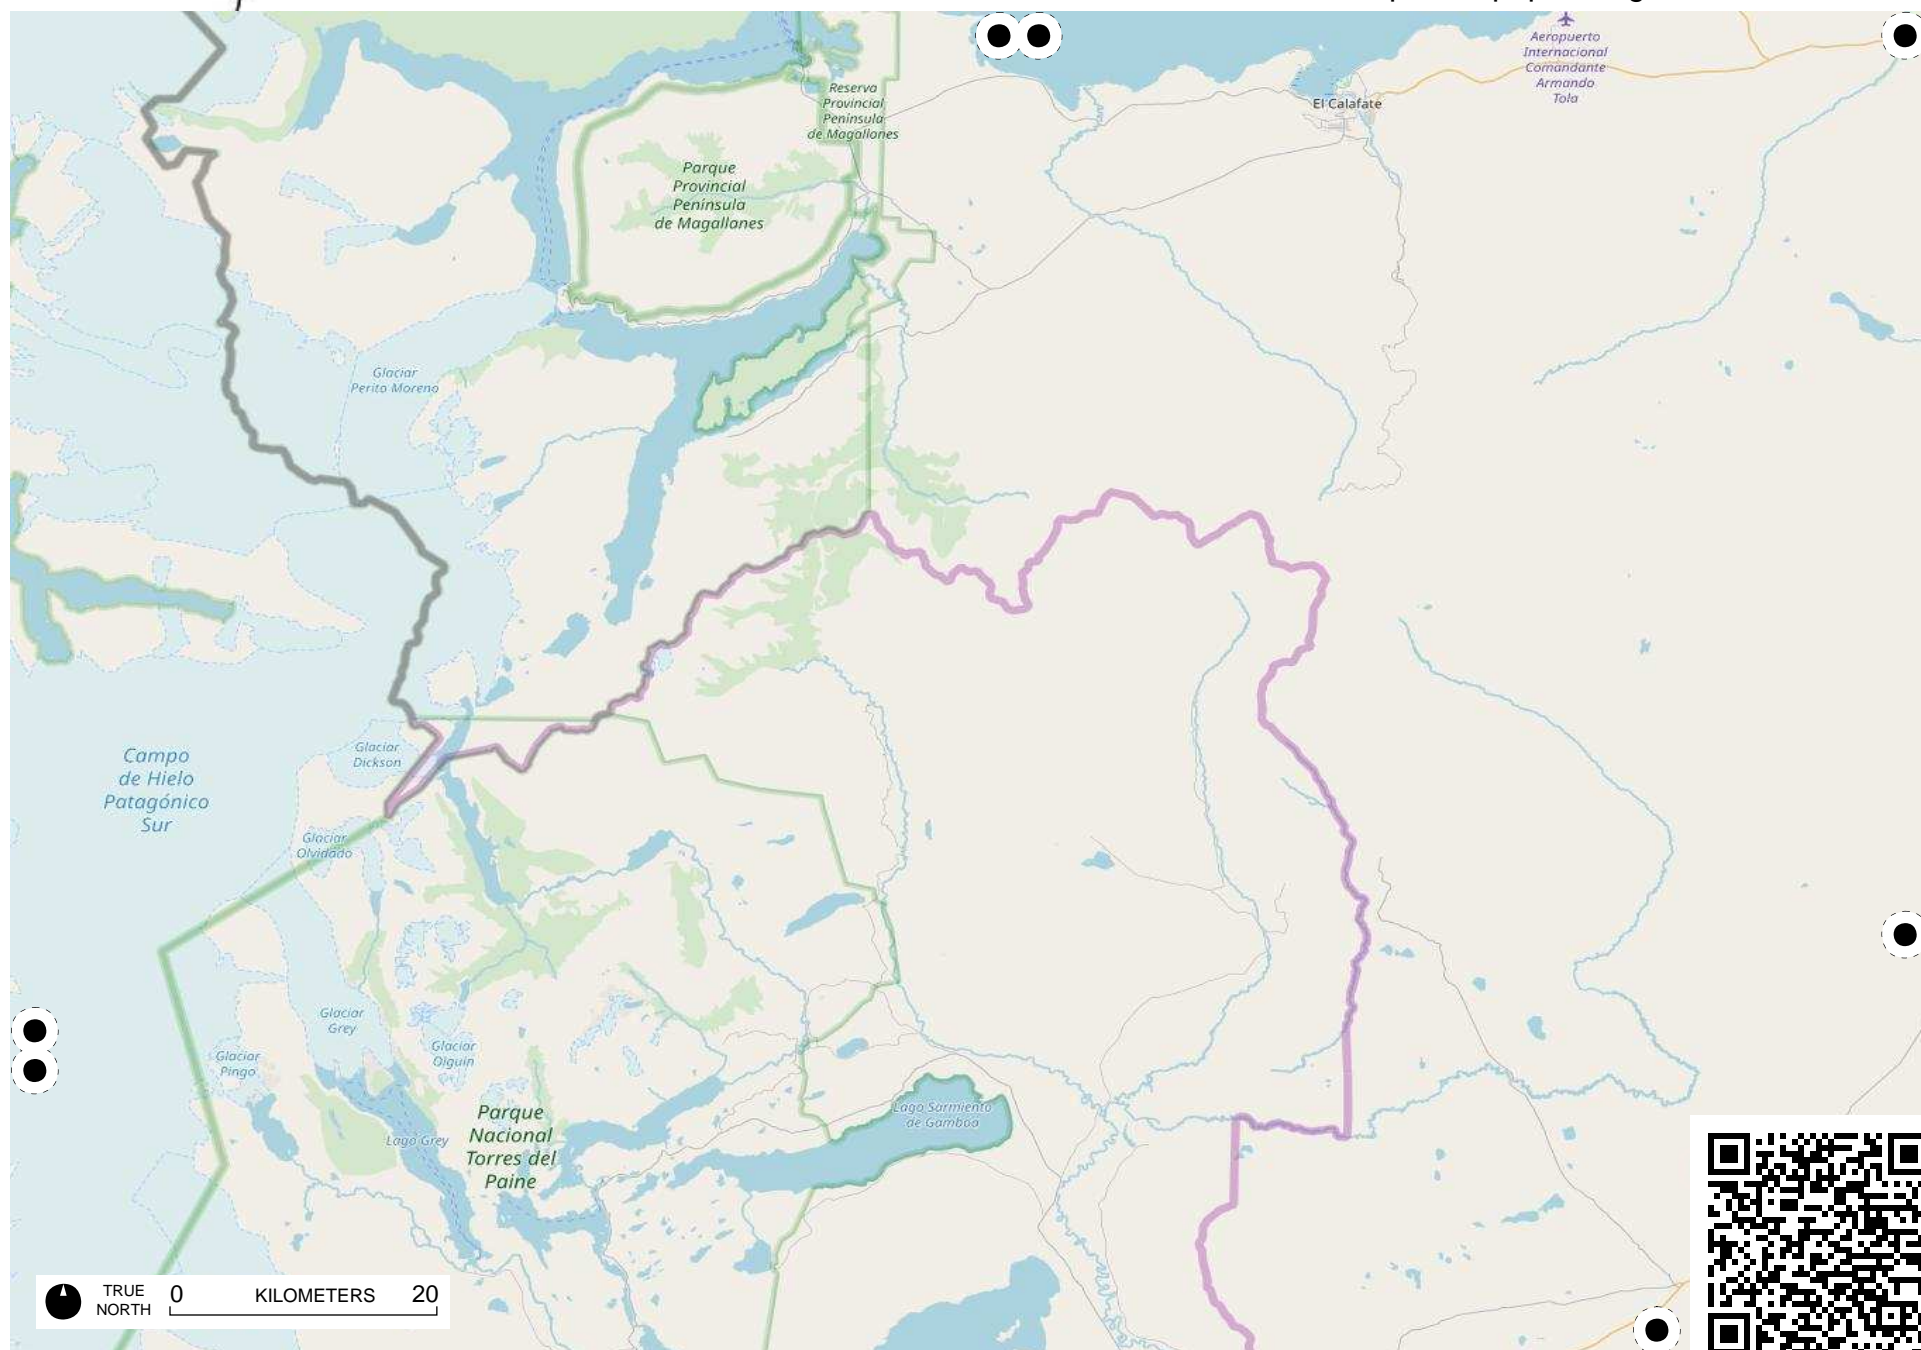 Aeropuerto
Internacional
Comandante
Armando
Tola
Reserva
Provincial
Península
de Magallanes
El Calafate
Parque
Provincial
Península
de Magallanes
Glaciar
Perito Moreno
Glaciar
Dickson
Campo
de Hielo
Patagónico
Sur
Glaciar
Olvidado
Glaciar
Grey
Glaciar
Pingo
Glaciar
Olguin
Parque
Nacional
Torres del
Paine
Lago Grey
Lago Sarmiento
de Gamboa
TRUE
NORTH
0 KILOMETERS 20